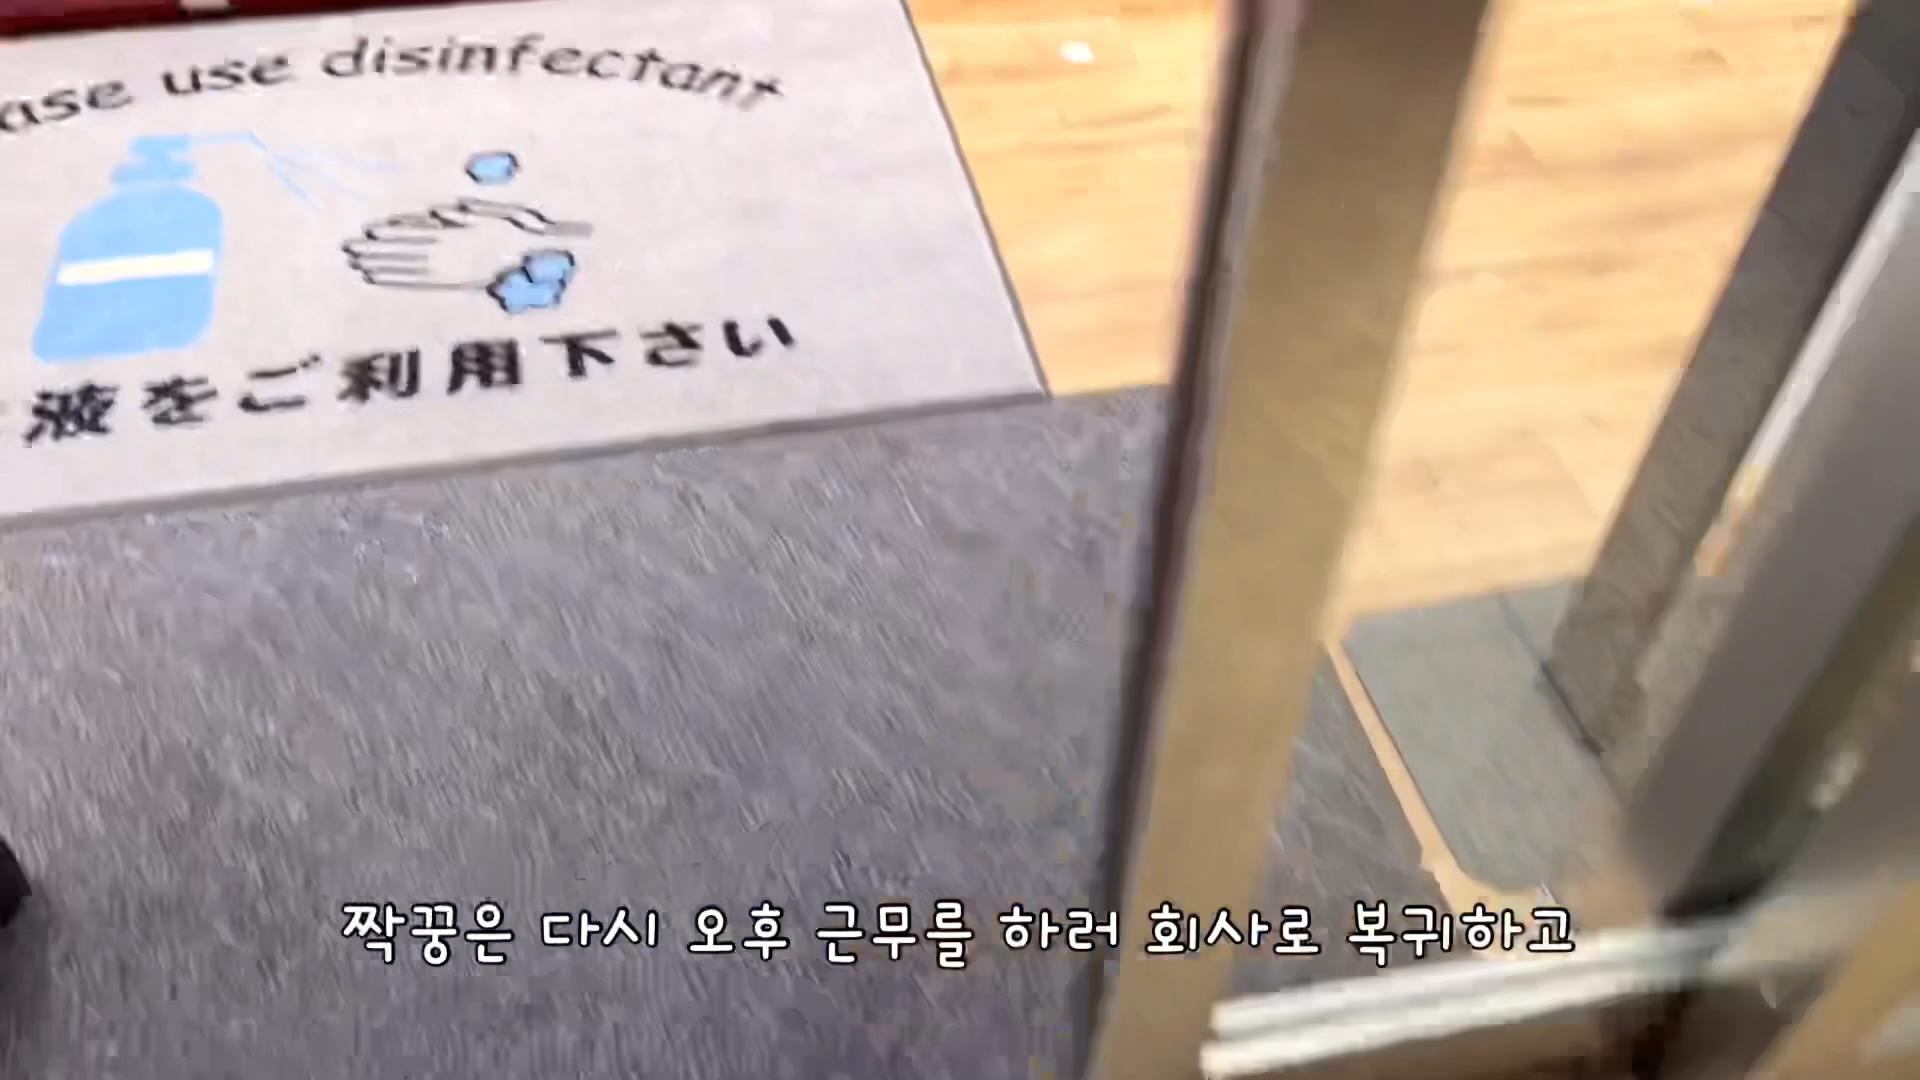 use disinfectant
液をご利用下さい
짝꿍은 다시 오후 근무를 하러 회사로 복귀하고